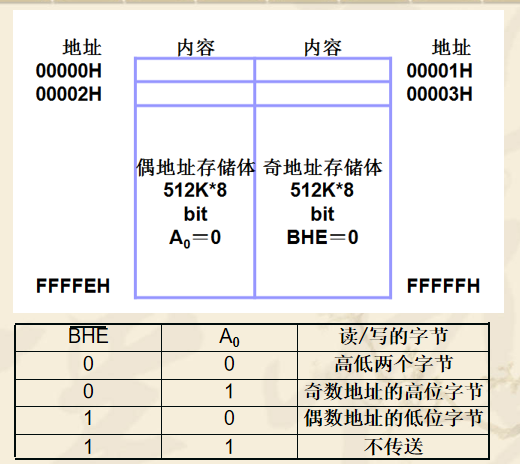 地址 内容 内容 地址
00000H 00001H
00002H 00003H
偶地址存储体 奇地址存储体
512K*8 512K*8
bit bit
A₀＝0 BHE＝0
FFFFEH FFFFFH
B̅H̅E̅ A₀ 读/写的字节
0 0 高低两个字节
0 1 奇数地址的高位字节
1 0 偶数地址的低位字节
1 1 不传送